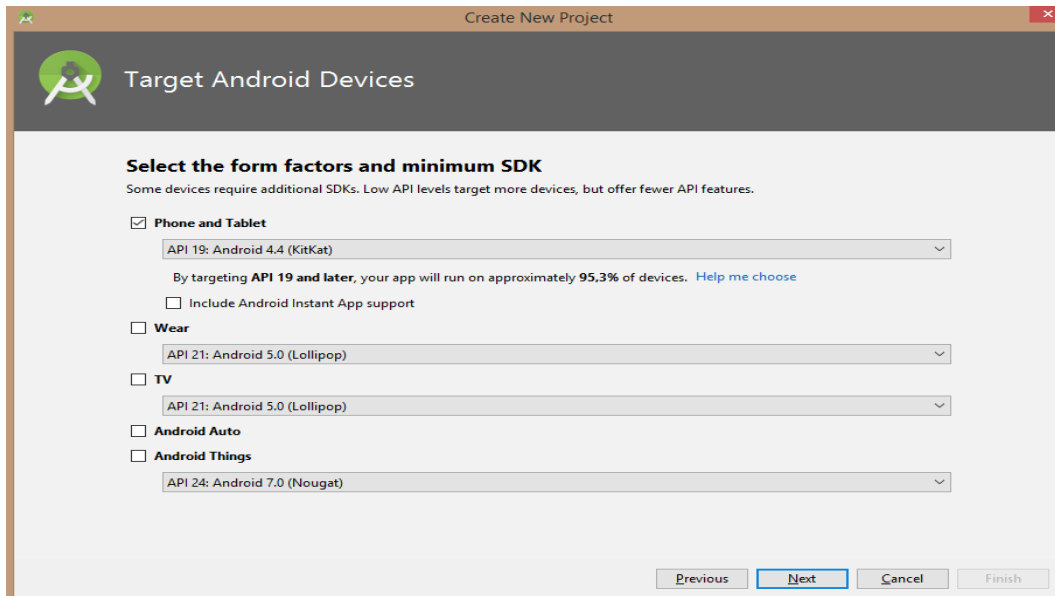 Create New Project
Target Android Devices
Select the form factors and minimum SDK
Some devices require additional SDKs. Low API levels target more devices, but offer fewer API features.
Phone and Tablet
API 19: Android 4.4 (KitKat)
By targeting API 19 and later, your app will run on approximately 95,3% of devices. Help me choose
Include Android Instant App support
Wear
API 21: Android 5.0 (Lollipop)
TV
API 21: Android 5.0 (Lollipop)
Android Auto
Android Things
API 24: Android 7.0 (Nougat)
Previous Next Cancel Finish